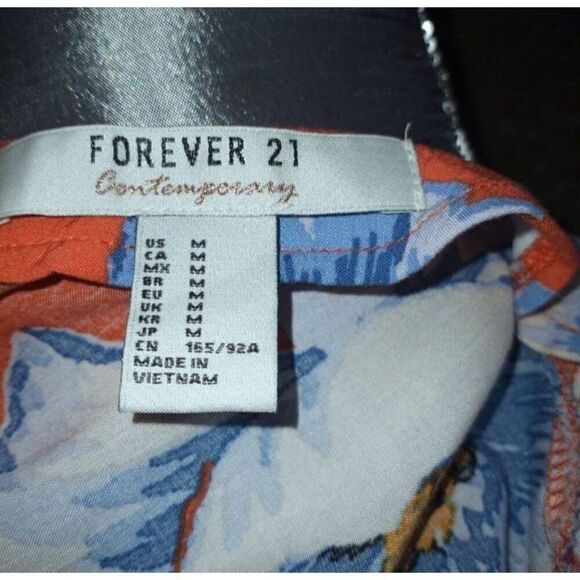 FOREVER 21
Contemporary
US M
CA M
MX M
BR M
EU M
UK M
KR M
JP M
CN 165/92A
MADE IN
VIETNAM